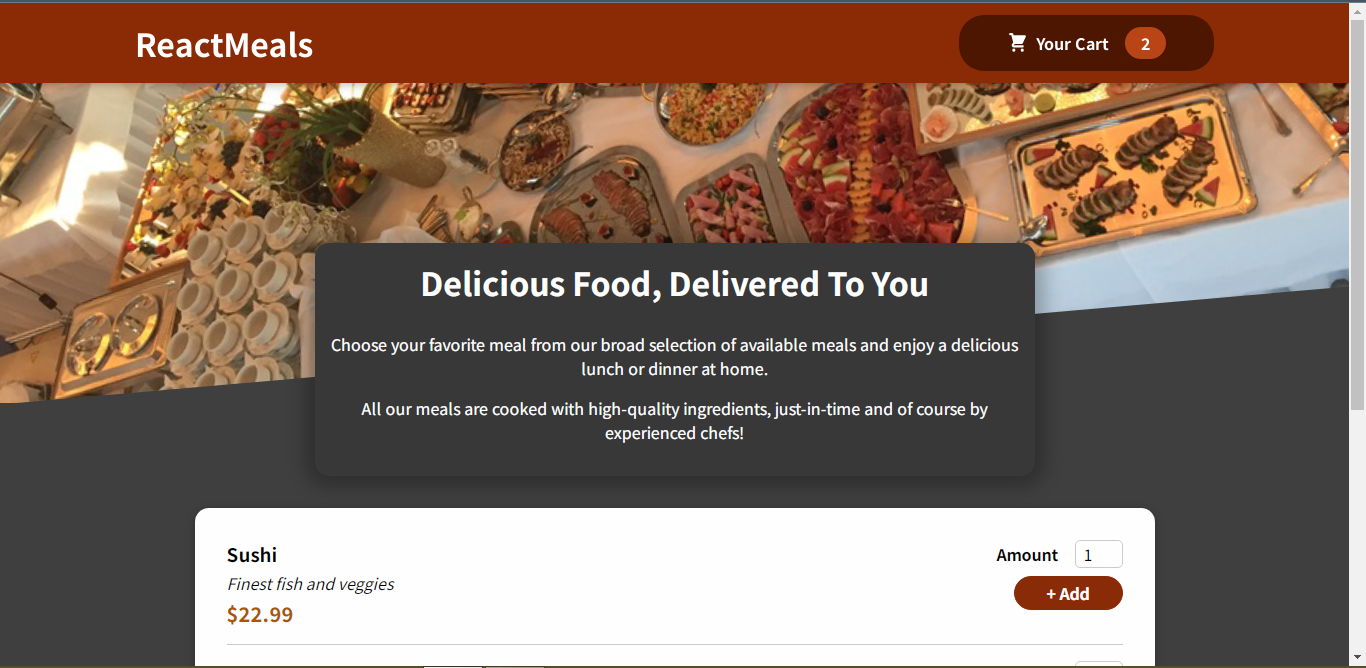 ReactMeals
Your Cart 2
Delicious Food, Delivered To You
Choose your favorite meal from our broad selection of available meals and enjoy a delicious
lunch or dinner at home.
All our meals are cooked with high-quality ingredients, just-in-time and of course by
experienced chefs!
Sushi
Finest fish and veggies
$22.99
Amount 1
+ Add